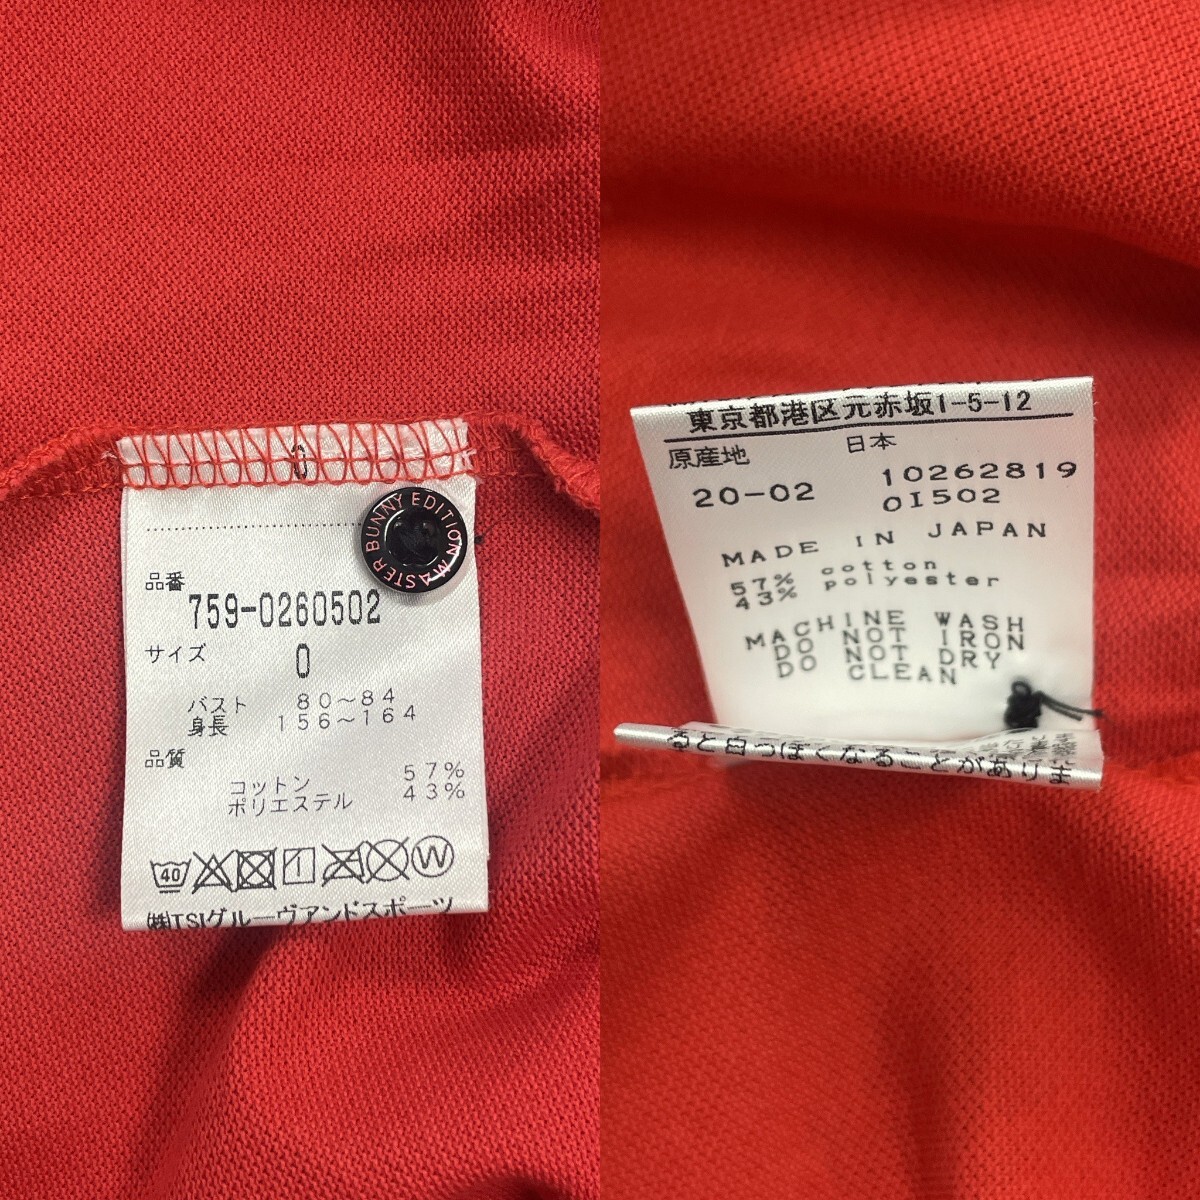 0
MASTER BUNNY EDITION
品番
759-0260502
サイズ
0
バスト 80～84
身長 156～164
品質
コットン 57%
ポリエステル 43%
40
W
㈱TSIグルーヴアンドスポーツ
東京都港区元赤坂1-5-12
原産地 日本
20-02 10262819
01502
MADE IN JAPAN
57% cotton
43% polyester
MACHINE WASH
DO NOT IRON
DO NOT DRY
CLEAN
ると白っぽくなることがありま